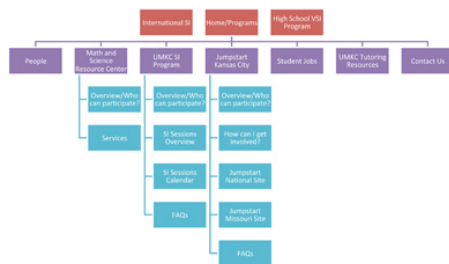 International SI
Home/Programs
High School VSI
Program
People
Math and
Science
Resource Center
UMKC SI
Program
Jumpstart
Kansas City
Student Jobs
UMKC Tutoring
Resources
Contact Us
Overview/Who
can participate?
Services
Overview/Who
can participate?
SI Sessions
Overview
SI Sessions
Calendar
FAQs
Overview/Who
can participate?
How can I get
involved?
Jumpstart
National Site
Jumpstart
Missouri Site
FAQs